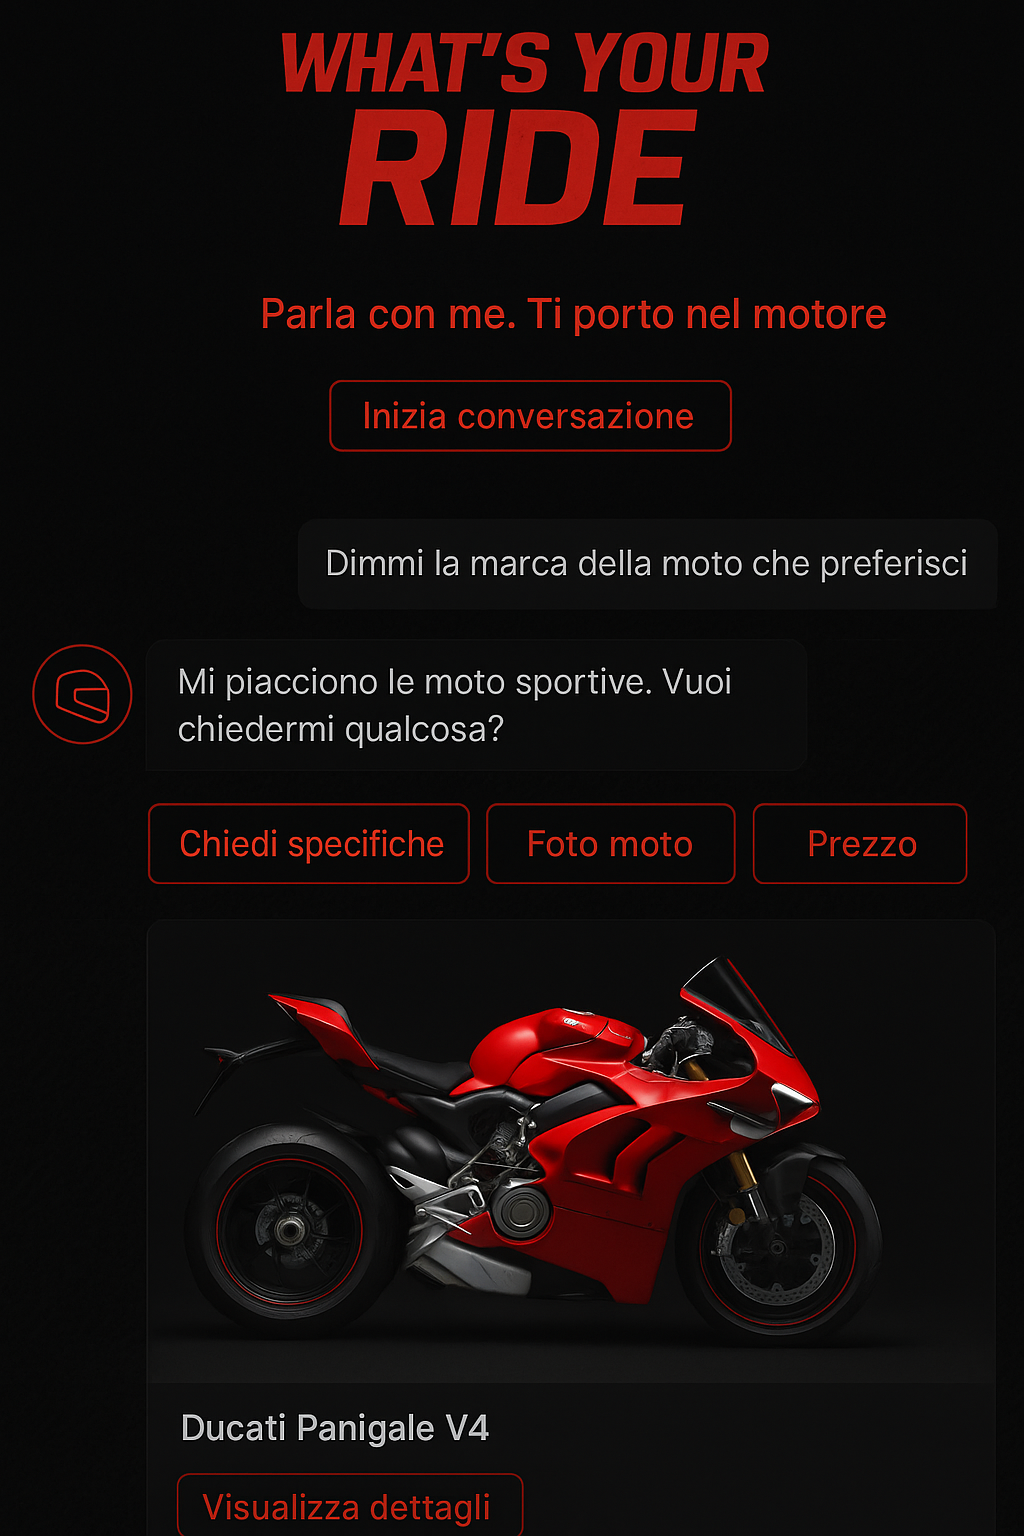 WHAT'S YOUR
RIDE
Parla con me. Ti porto nel motore
Inizia conversazione
Dimmi la marca della moto che preferisci
Mi piacciono le moto sportive. Vuoi
chiedermi qualcosa?
Chiedi specifiche
Foto moto
Prezzo
Ducati Panigale V4
Visualizza dettagli